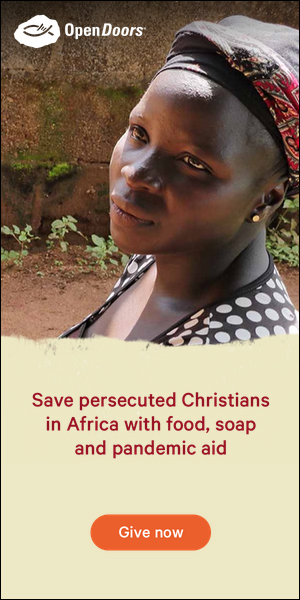 OpenDoors
Save persecuted Christians
in Africa with food, soap
and pandemic aid
Give now